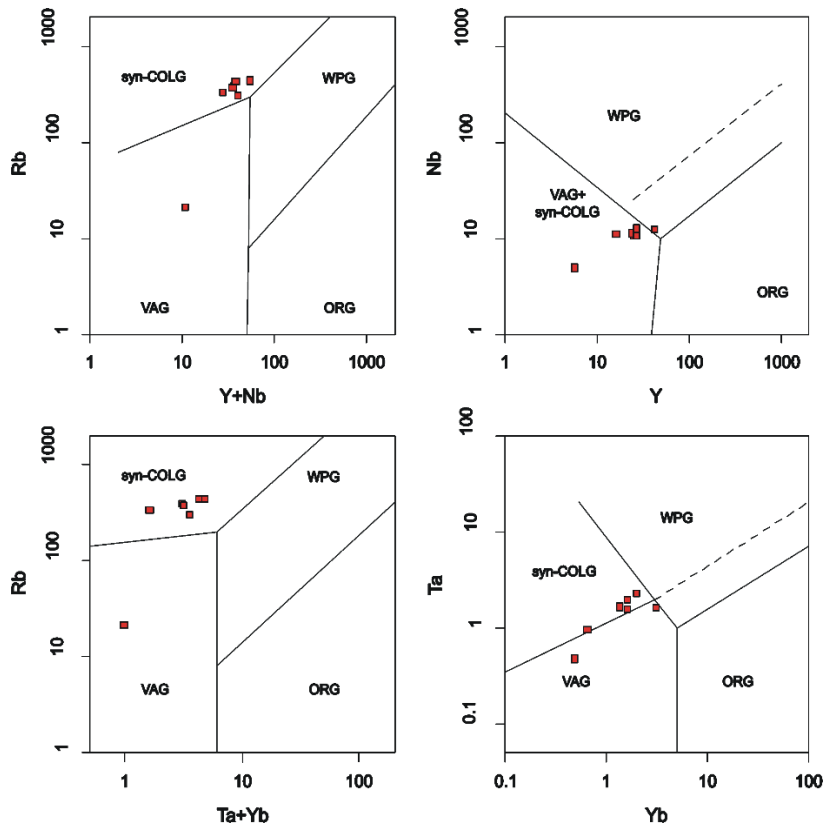 1000
100
10
1
Rb
syn-COLG
WPG
VAG
ORG
1
10
100
1000
Y+Nb
1000
100
10
1
Nb
WPG
VAG+
syn-COLG
ORG
1
10
100
1000
Y
1000
100
10
1
Rb
syn-COLG
WPG
VAG
ORG
1
10
100
Ta+Yb
100
10
1
0.1
Ta
WPG
syn-COLG
VAG
ORG
0.1
1
10
100
Yb